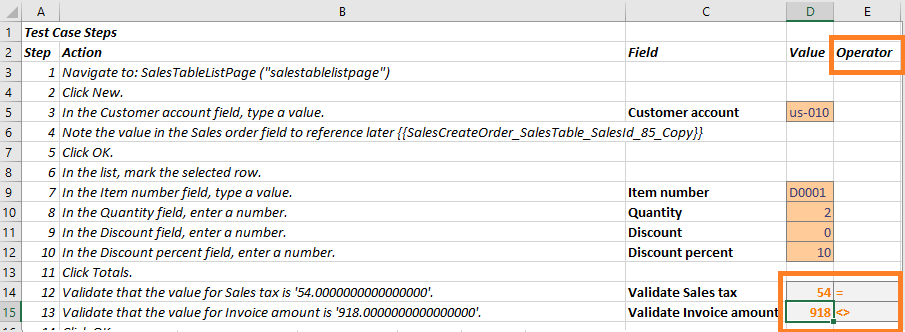 A B C D E
1 Test Case Steps
2 Step Action Field Value Operator
3 1 Navigate to: SalesTableListPage ("salestablelistpage")
4 2 Click New.
5 3 In the Customer account field, type a value. Customer account us-010
6 4 Note the value in the Sales order field to reference later {{SalesCreateOrder_SalesTable_SalesId_85_Copy}}
7 5 Click OK.
8 6 In the list, mark the selected row.
9 7 In the Item number field, type a value. Item number D0001
10 8 In the Quantity field, enter a number. Quantity 2
11 9 In the Discount field, enter a number. Discount 0
12 10 In the Discount percent field, enter a number. Discount percent 10
13 11 Click Totals.
14 12 Validate that the value for Sales tax is '54.0000000000000000'. Validate Sales tax 54 =
15 13 Validate that the value for Invoice amount is '918.0000000000000000'. Validate Invoice amount 918 <>